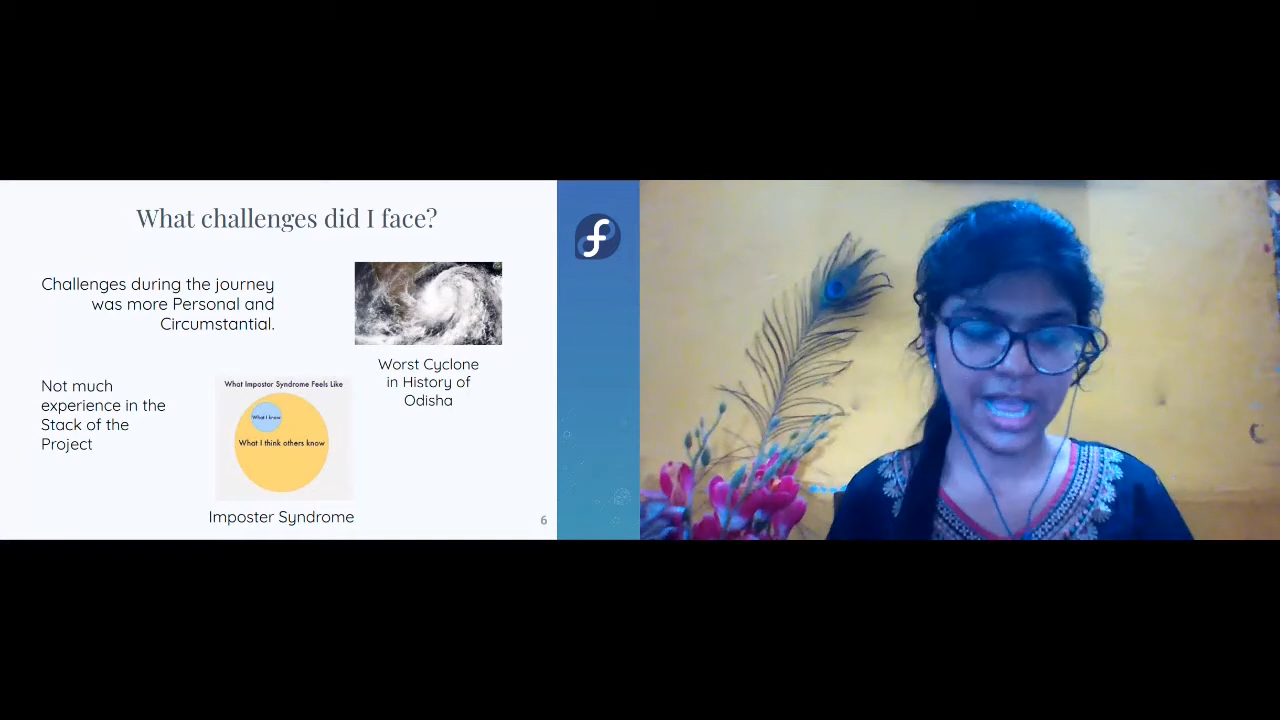 What challenges did I face?
Challenges during the journey
was more Personal and
Circumstantial.
Worst Cyclone
in History of
Odisha
Not much
experience in the
Stack of the
Project
What Impostor Syndrome Feels Like
What I know
What I think others know
Imposter Syndrome
6